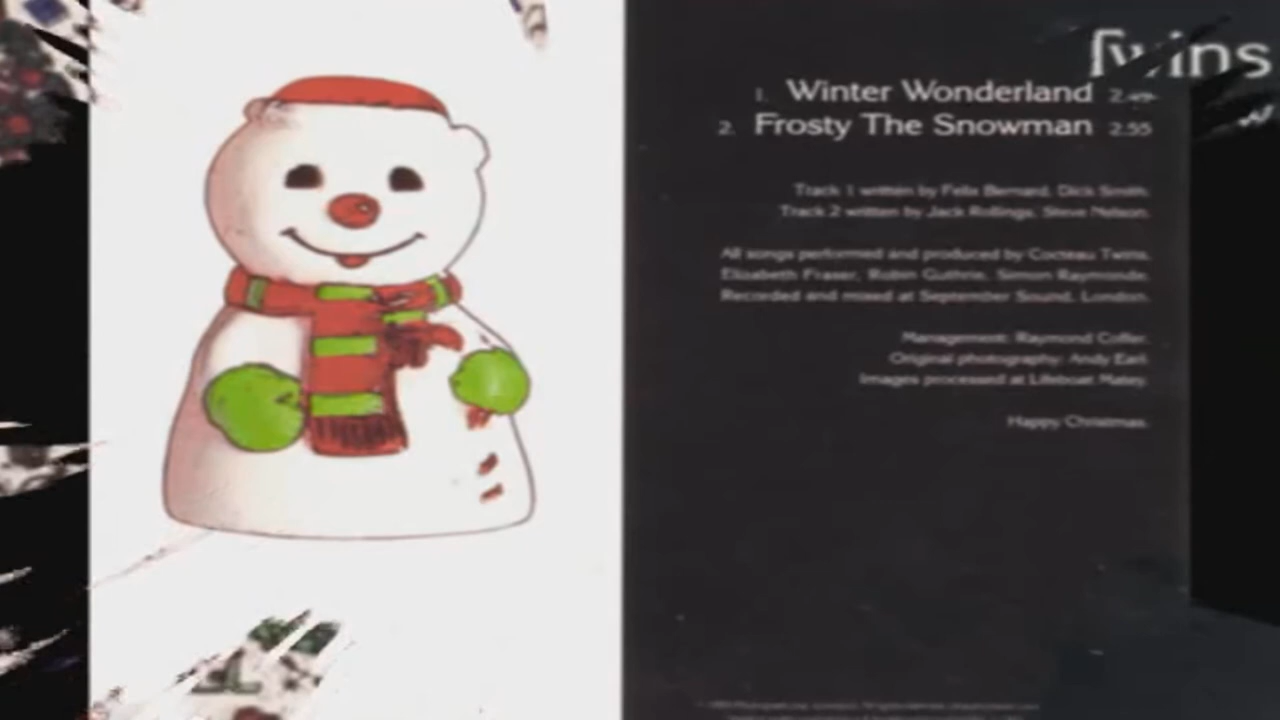 Twins
1. Winter Wonderland
2. Frosty The Snowman 2.55
Track 1 written by Felix Bernard, Dick Smith.
Track 2 written by Jack Rollings, Steve Nelson.
All songs performed and produced by Cocteau Twins.
Elizabeth Fraser, Robin Guthrie, Simon Raymonde.
Recorded and mixed at September Sound, London.
Management: Raymond Coffer.
Original photography: Andy Earl.
Images processed at Lifeboat Matey.
Happy Christmas.